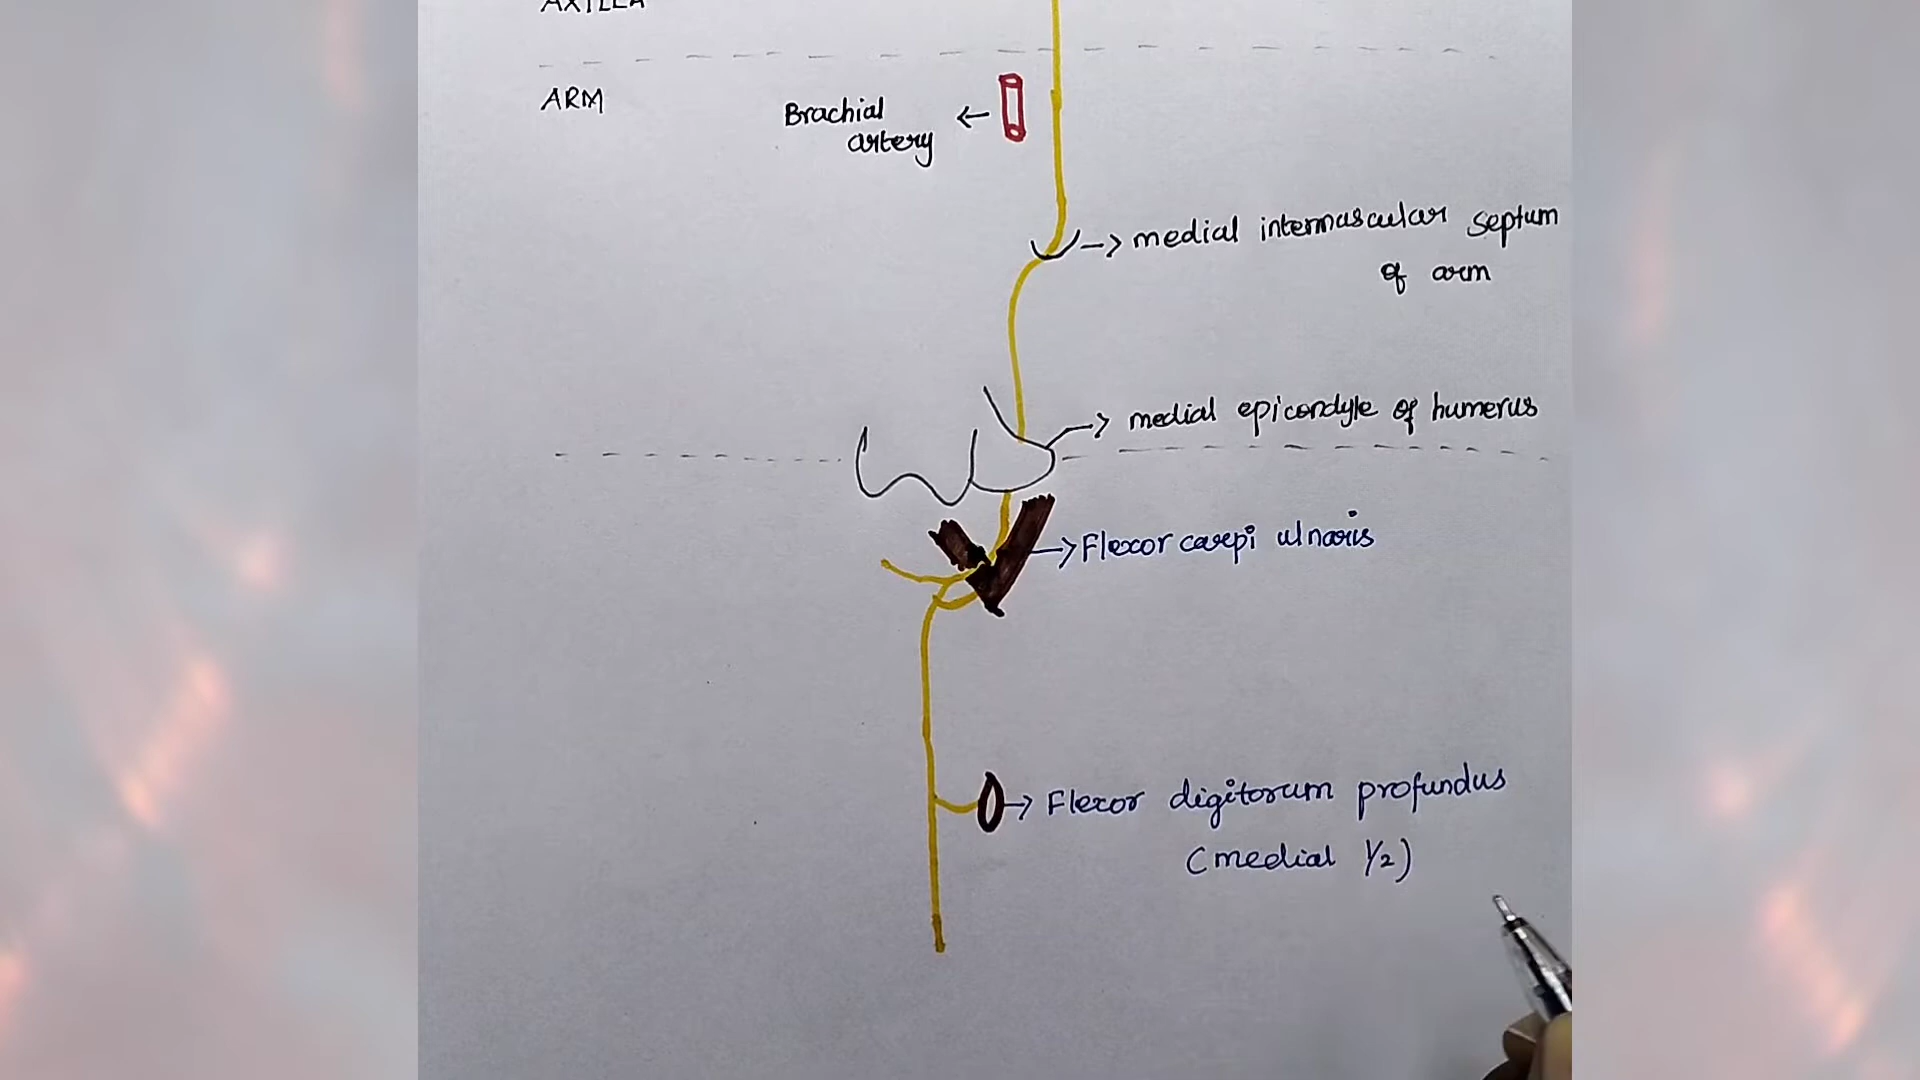 AXILLA
ARM
Brachial
artery
medial intermuscular septum
of arm
medial epicondyle of humerus
Flexor carpi ulnaris
Flexor digitorum profundus
(medial 1/2)